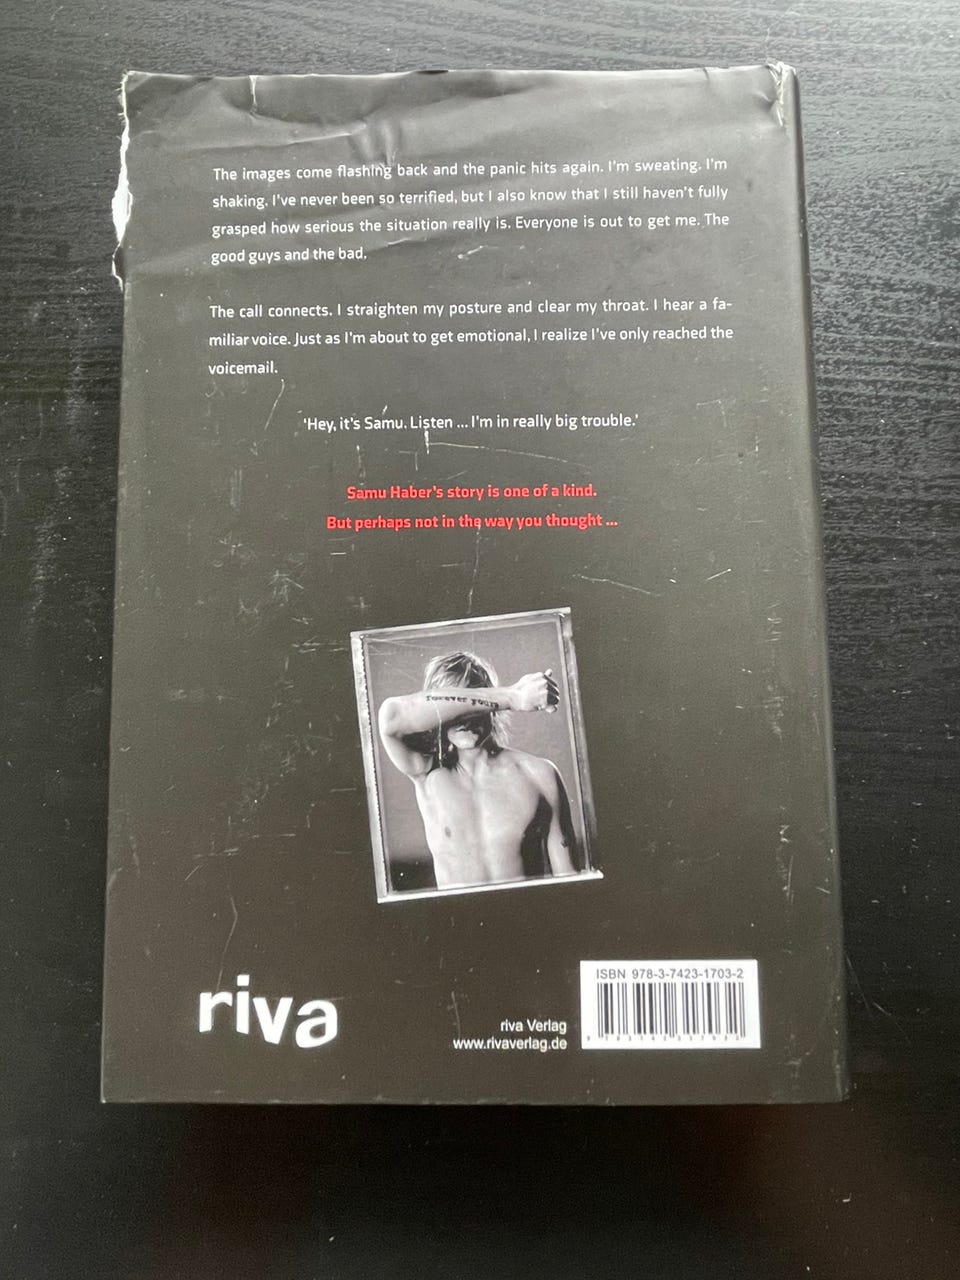 The images come flashing back and the panic hits again. I'm sweating. I'm
shaking. I've never been so terrified, but I also know that I still haven't fully
grasped how serious the situation really is. Everyone is out to get me. The
good guys and the bad.
The call connects. I straighten my posture and clear my throat. I hear a fa-
miliar voice. Just as I'm about to get emotional, I realize I've only reached the
voicemail.
'Hey, it's Samu. Listen ... I'm in really big trouble.'
Samu Haber's story is one of a kind.
But perhaps not in the way you thought ...
forever yours
riva
riva Verlag
www.rivaverlag.de
ISBN 978-3-7423-1703-2